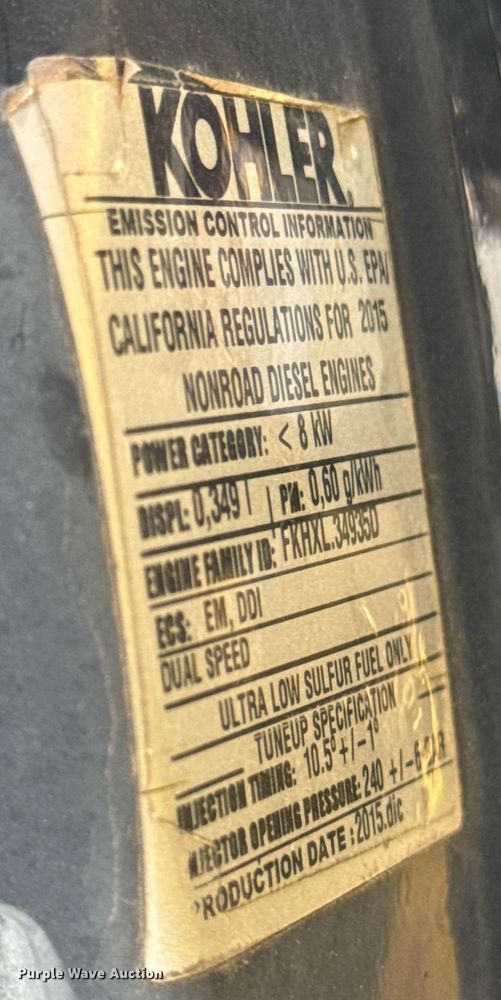 KOHLER®
EMISSION CONTROL INFORMATION
THIS ENGINE COMPLIES WITH U.S. EPA/
CALIFORNIA REGULATIONS FOR 2015
NONROAD DIESEL ENGINES
POWER CATEGORY: < 8 kW
DISPL: 0,349 l | PM: 0,60 g/kWh
ENGINE FAMILY ID: FKHXL.34935D
ECS: EM, DDI
DUAL SPEED
ULTRA LOW SULFUR FUEL ONLY
TUNEUP SPECIFICATION
INJECTION TIMING: 10.5° +/-1°
INJECTOR OPENING PRESSURE: 240 +/-6
PRODUCTION DATE: 2015.dic
Purple Wave Auction